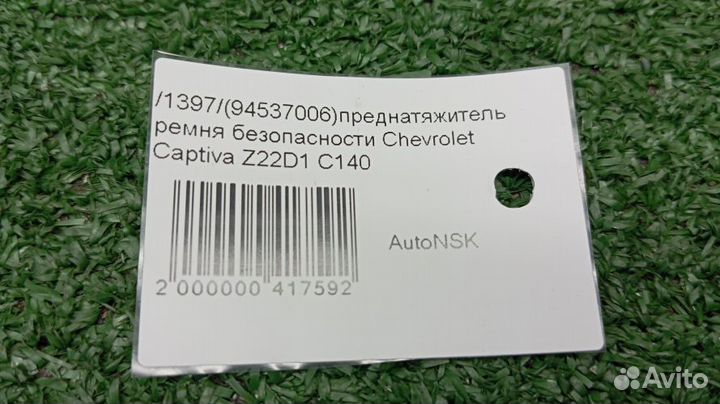 /1397/(94537006)преднатяжитель
ремня безопасности Chevrolet
Captiva Z22D1 C140
AutoNSK
2 000000 417592
Avito